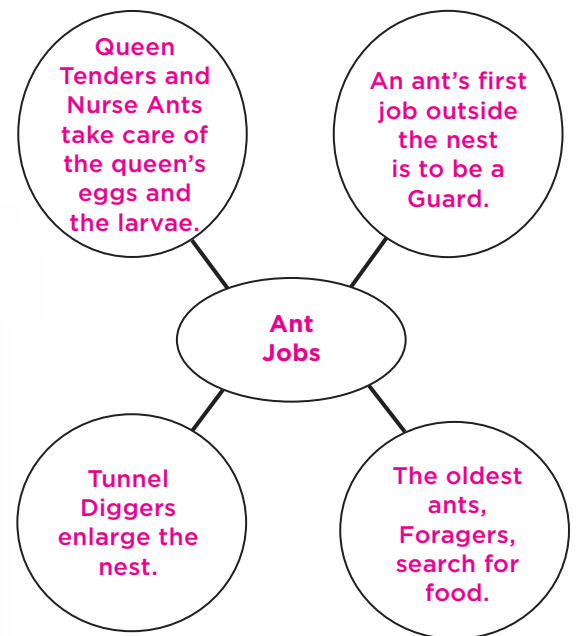 Queen
Tenders and
Nurse Ants
take care of
the queen's
eggs and
the larvae.
An ant's first
job outside
the nest
is to be a
Guard.
Ant
Jobs
Tunnel
Diggers
enlarge the
nest.
The oldest
ants,
Foragers,
search for
food.